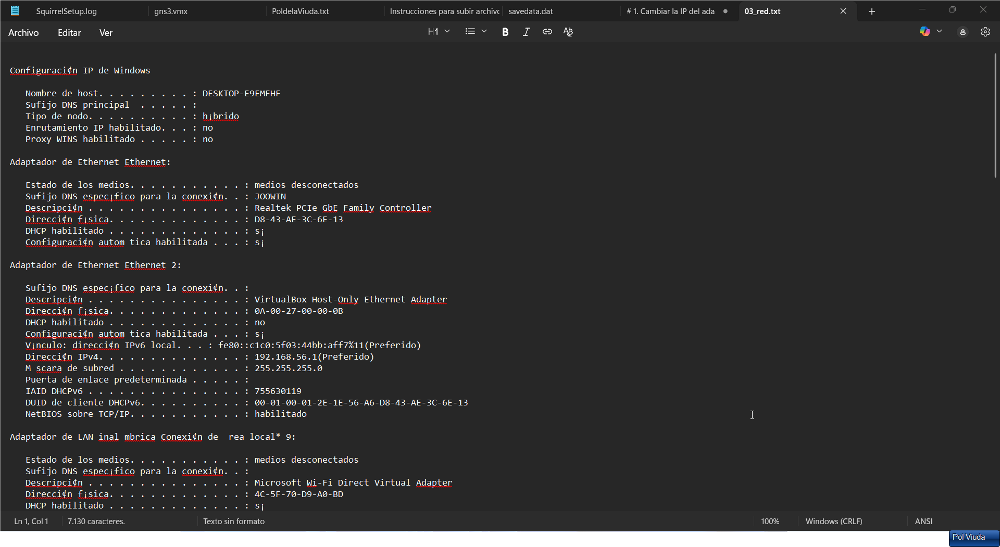 SquirrelSetup.log gns3.vmx PoldelaViuda.txt Instrucciones para subir archivo savedata.dat # 1. Cambiar la IP del ada 03_red.txt
Archivo Editar Ver H1
Configuraci¢n IP de Windows
Nombre de host. . . . . . . . . : DESKTOP-E9EMFHF
Sufijo DNS principal  . . . . . :
Tipo de nodo. . . . . . . . . . : h¡brido
Enrutamiento IP habilitado. . . : no
Proxy WINS habilitado . . . . . : no
Adaptador de Ethernet Ethernet:
Estado de los medios. . . . . . . . . . . : medios desconectados
Sufijo DNS espec¡fico para la conexi¢n. . : JOOWIN
Descripci¢n . . . . . . . . . . . . . . . : Realtek PCIe GbE Family Controller
Direcci¢n f¡sica. . . . . . . . . . . . . : D8-43-AE-3C-6E-13
DHCP habilitado . . . . . . . . . . . . . : s¡
Configuraci¢n autom tica habilitada . . . : s¡
Adaptador de Ethernet Ethernet 2:
Sufijo DNS espec¡fico para la conexi¢n. . :
Descripci¢n . . . . . . . . . . . . . . . : VirtualBox Host-Only Ethernet Adapter
Direcci¢n f¡sica. . . . . . . . . . . . . : 0A-00-27-00-00-0B
DHCP habilitado . . . . . . . . . . . . . : no
Configuraci¢n autom tica habilitada . . . : s¡
V¡nculo: direcci¢n IPv6 local. . . : fe80::c1c0:5f03:44bb:aff7%11(Preferido)
Direcci¢n IPv4. . . . . . . . . . . . . . : 192.168.56.1(Preferido)
M scara de subred . . . . . . . . . . . . : 255.255.255.0
Puerta de enlace predeterminada . . . . . :
IAID DHCPv6 . . . . . . . . . . . . . . . : 755630119
DUID de cliente DHCPv6. . . . . . . . . . : 00-01-00-01-2E-1E-56-A6-D8-43-AE-3C-6E-13
NetBIOS sobre TCP/IP. . . . . . . . . . . : habilitado
Adaptador de LAN inal mbrica Conexi¢n de  rea local* 9:
Estado de los medios. . . . . . . . . . . : medios desconectados
Sufijo DNS espec¡fico para la conexi¢n. . :
Descripci¢n . . . . . . . . . . . . . . . : Microsoft Wi-Fi Direct Virtual Adapter
Direcci¢n f¡sica. . . . . . . . . . . . . : 4C-5F-70-D9-A0-BD
DHCP habilitado . . . . . . . . . . . . . : s¡
Ln 1, Col 1 7.130 caracteres. Texto sin formato 100% Windows (CRLF) ANSI
Pol Viuda